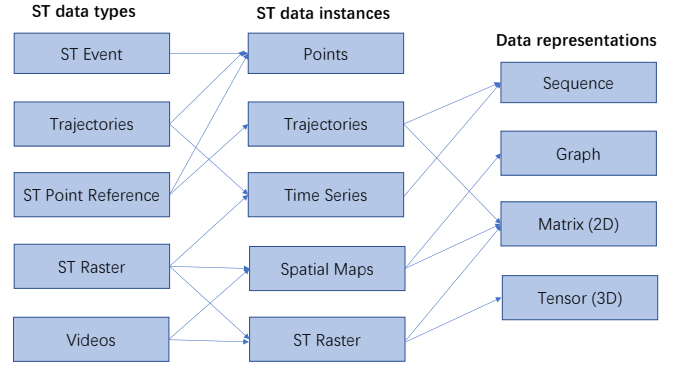 ST data types
ST Event
Trajectories
ST Point Reference
ST Raster
Videos
ST data instances
Points
Trajectories
Time Series
Spatial Maps
ST Raster
Data representations
Sequence
Graph
Matrix (2D)
Tensor (3D)